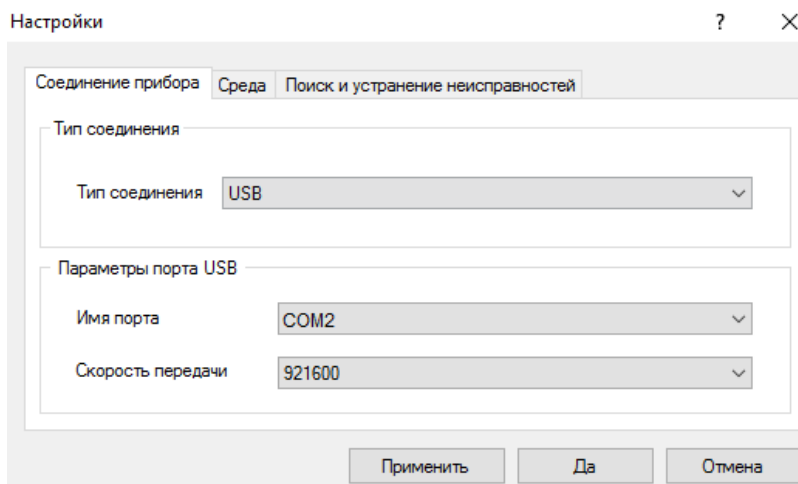 Настройки ?
Соединение прибора Среда Поиск и устранение неисправностей
Тип соединения
Тип соединения USB
Параметры порта USB
Имя порта COM2
Скорость передачи 921600
Применить Да Отмена